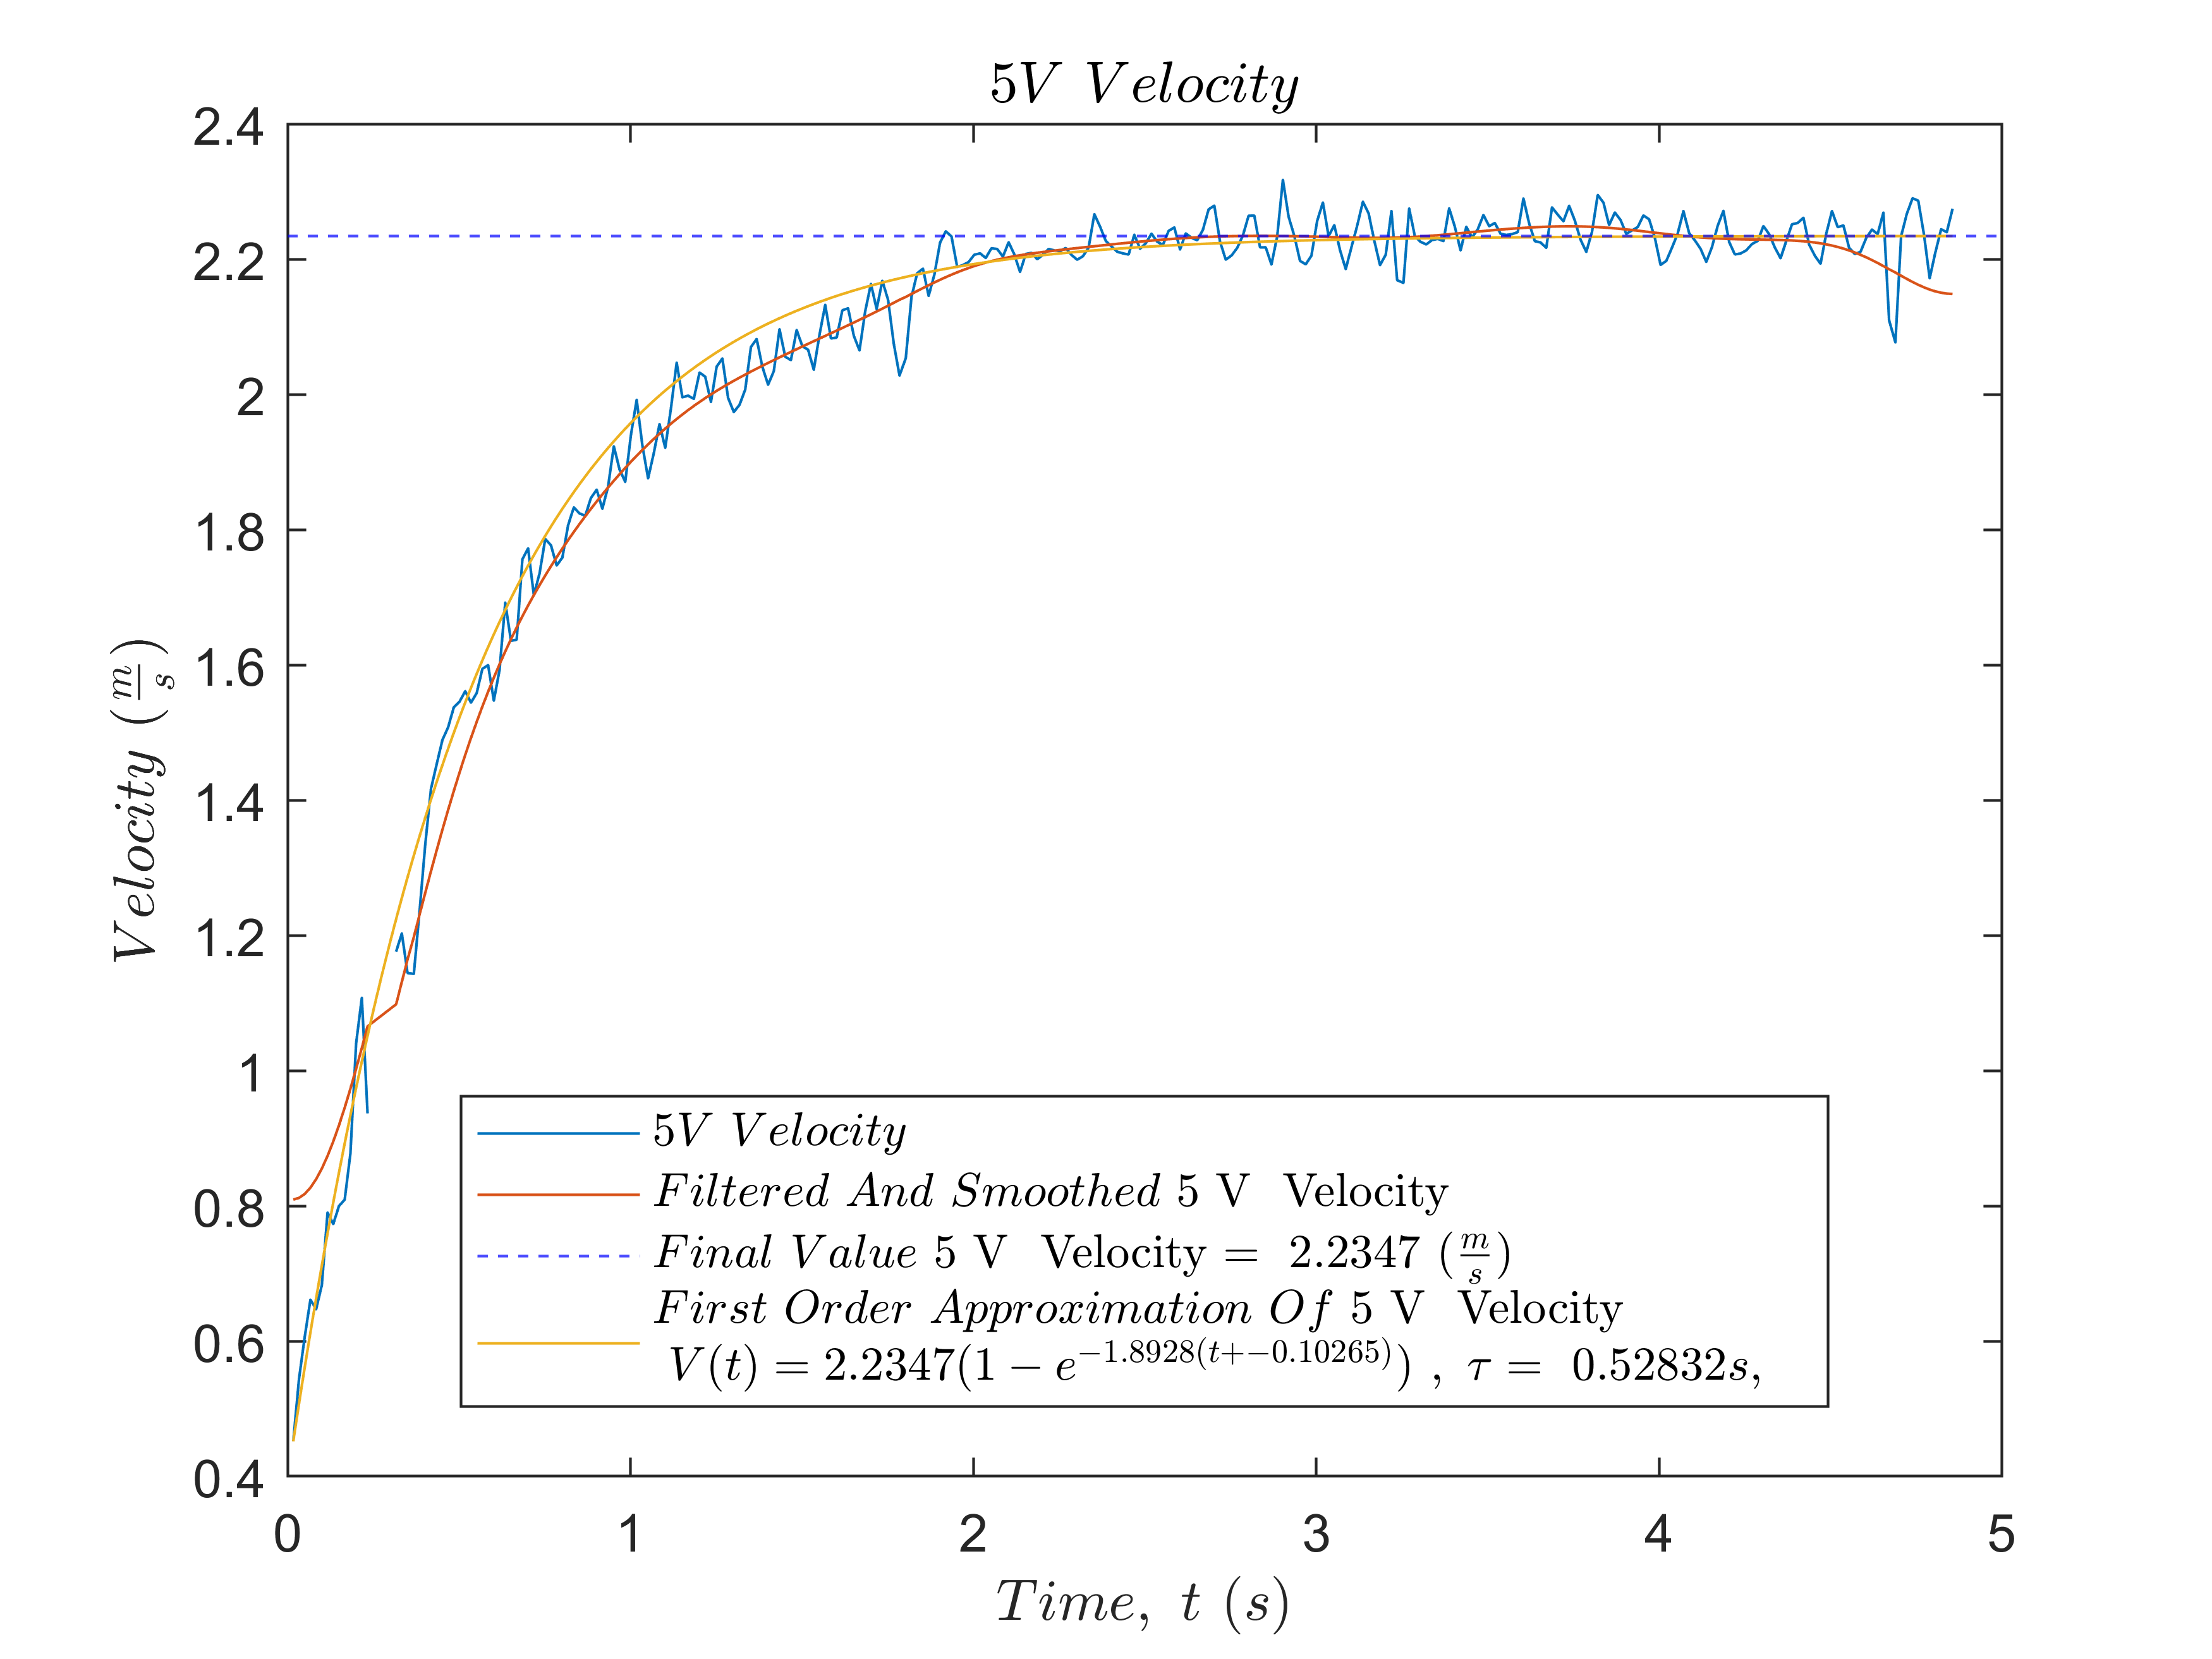 5V Velocity
2.4
2.2
2
1.8
1.6
1.4
1.2
1
0.8
0.6
0.4
Velocity (m/s)
5V Velocity
Filtered And Smoothed 5 V Velocity
Final Value 5 V Velocity = 2.2347 (m/s)
First Order Approximation Of 5 V Velocity
V(t) = 2.2347(1 − e^{−1.8928(t+−0.10265)}) , τ = 0.52832s,
0 1 2 3 4 5
Time, t (s)